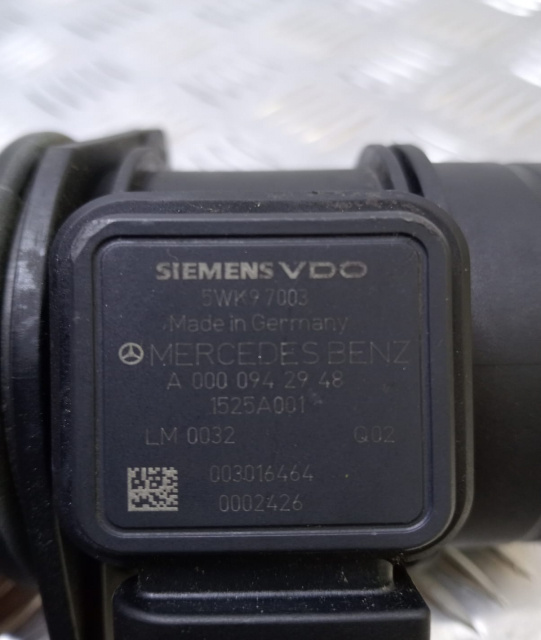 SIEMENS VDO
5WK9 7003
Made in Germany
MERCEDES BENZ
A 000 094 29 48
1525A001
LM 0032 Q02
003016464
0002426